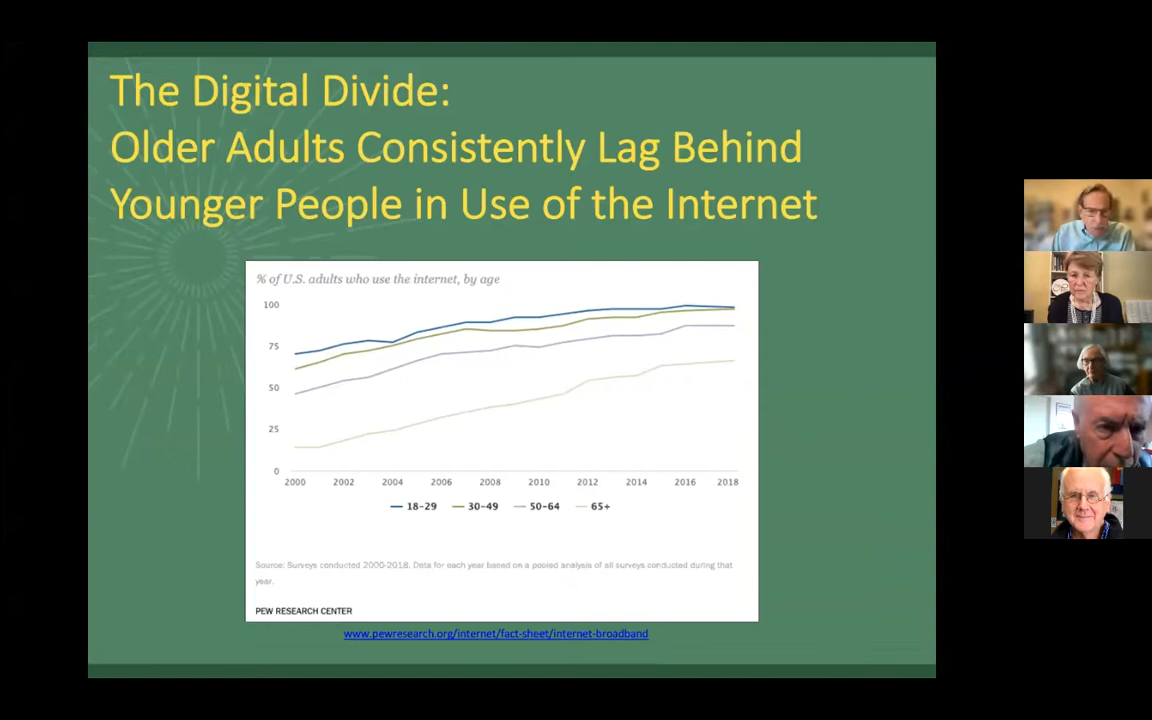 The Digital Divide:
Older Adults Consistently Lag Behind
Younger People in Use of the Internet
% of U.S. adults who use the internet, by age
100
75
50
25
0
2000 2002 2004 2006 2008 2010 2012 2014 2016 2018
18-29 30-49 50-64 65+
Source: Surveys conducted 2000-2018. Data for each year based on a pooled analysis of all surveys conducted during that
year.
PEW RESEARCH CENTER
www.pewresearch.org/internet/fact-sheet/internet-broadband